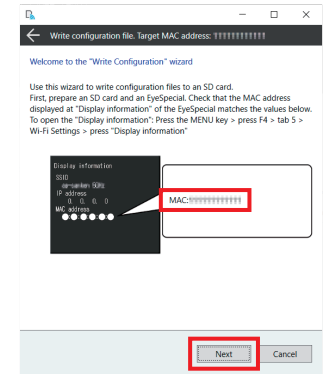 Write configuration file. Target MAC address:
Welcome to the "Write Configuration" wizard
Use this wizard to write configuration files to an SD card.
First, prepare an SD card and an EyeSpecial. Check that the MAC address
displayed at "Display information" of the EyeSpecial matches the values below.
To open the "Display information": Press the MENU key > press F4 > tab 5 >
Wi-Fi Settings > press "Display information"
Display information
SSID
5GHz
IP address
0. 0. 0. 0
MAC address
MAC:
Next
Cancel